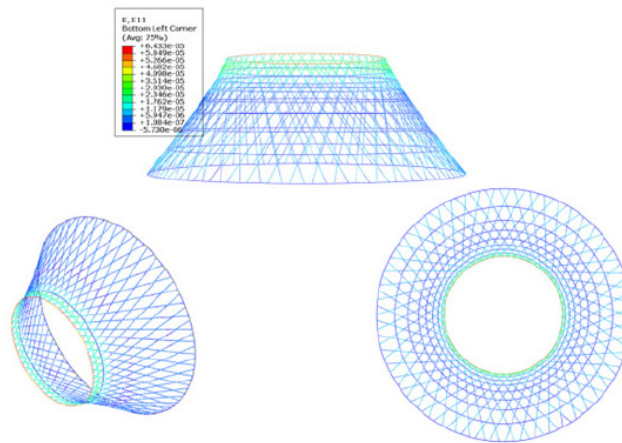 E, E11
Bottom Left Corner
(Avg: 75%)
+6.433e-05
+5.849e-05
+5.266e-05
+4.682e-05
+4.098e-05
+3.514e-05
+2.930e-05
+2.346e-05
+1.762e-05
+1.179e-05
+5.947e-06
+1.084e-07
-5.730e-06